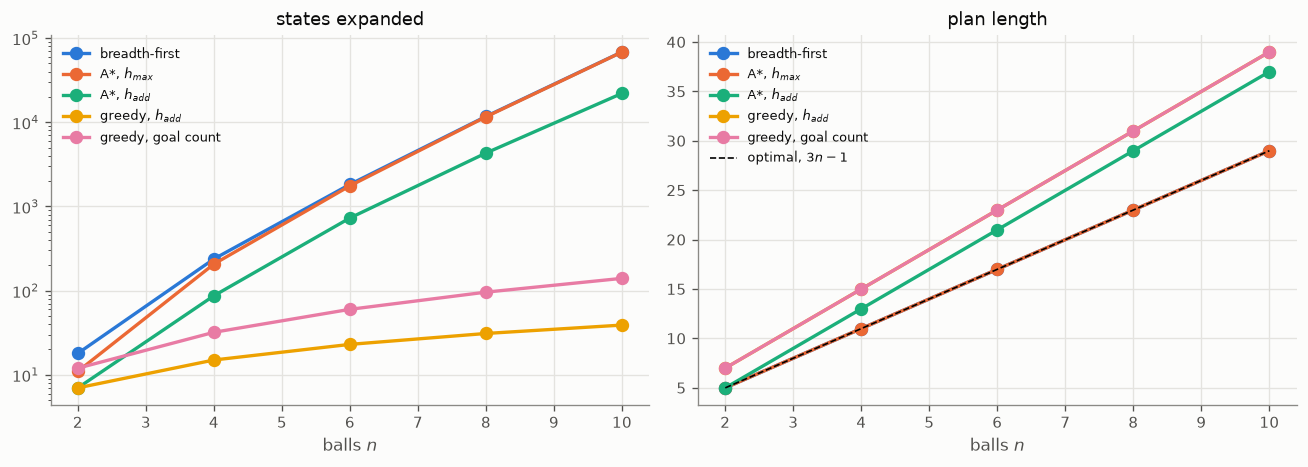 states expanded
10^5
10^4
10^3
10^2
10^1
breadth-first
A*, h_max
A*, h_add
greedy, h_add
greedy, goal count
2 3 4 5 6 7 8 9 10
balls n
plan length
40
35
30
25
20
15
10
5
breadth-first
A*, h_max
A*, h_add
greedy, h_add
greedy, goal count
optimal, 3n − 1
2 3 4 5 6 7 8 9 10
balls n